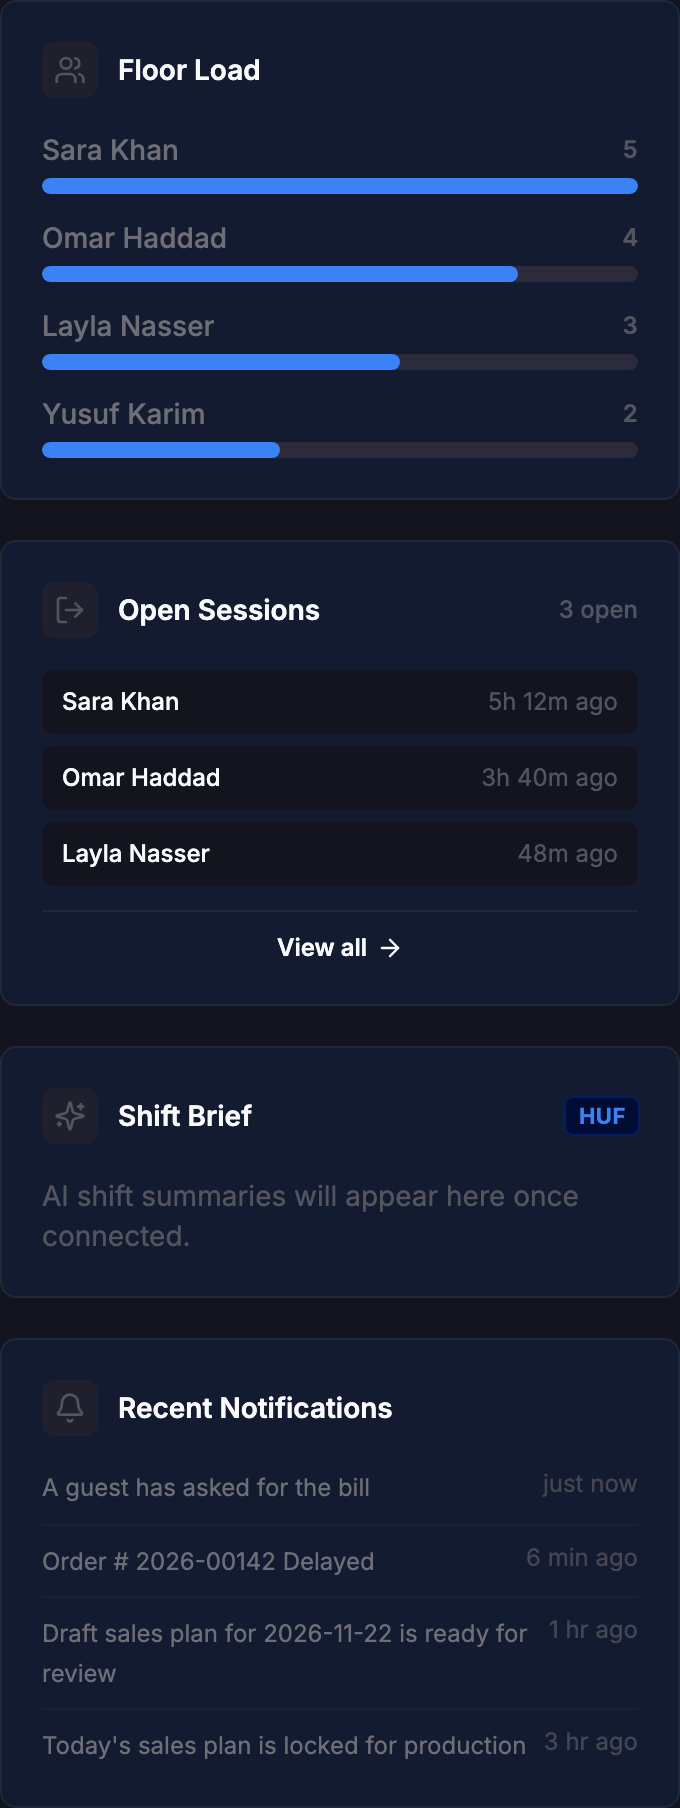 Floor Load
Sara Khan 5
Omar Haddad 4
Layla Nasser 3
Yusuf Karim 2
Open Sessions 3 open
Sara Khan 5h 12m ago
Omar Haddad 3h 40m ago
Layla Nasser 48m ago
View all →
Shift Brief HUF
AI shift summaries will appear here once
connected.
Recent Notifications
A guest has asked for the bill just now
Order # 2026-00142 Delayed 6 min ago
Draft sales plan for 2026-11-22 is ready for 1 hr ago
review
Today's sales plan is locked for production 3 hr ago